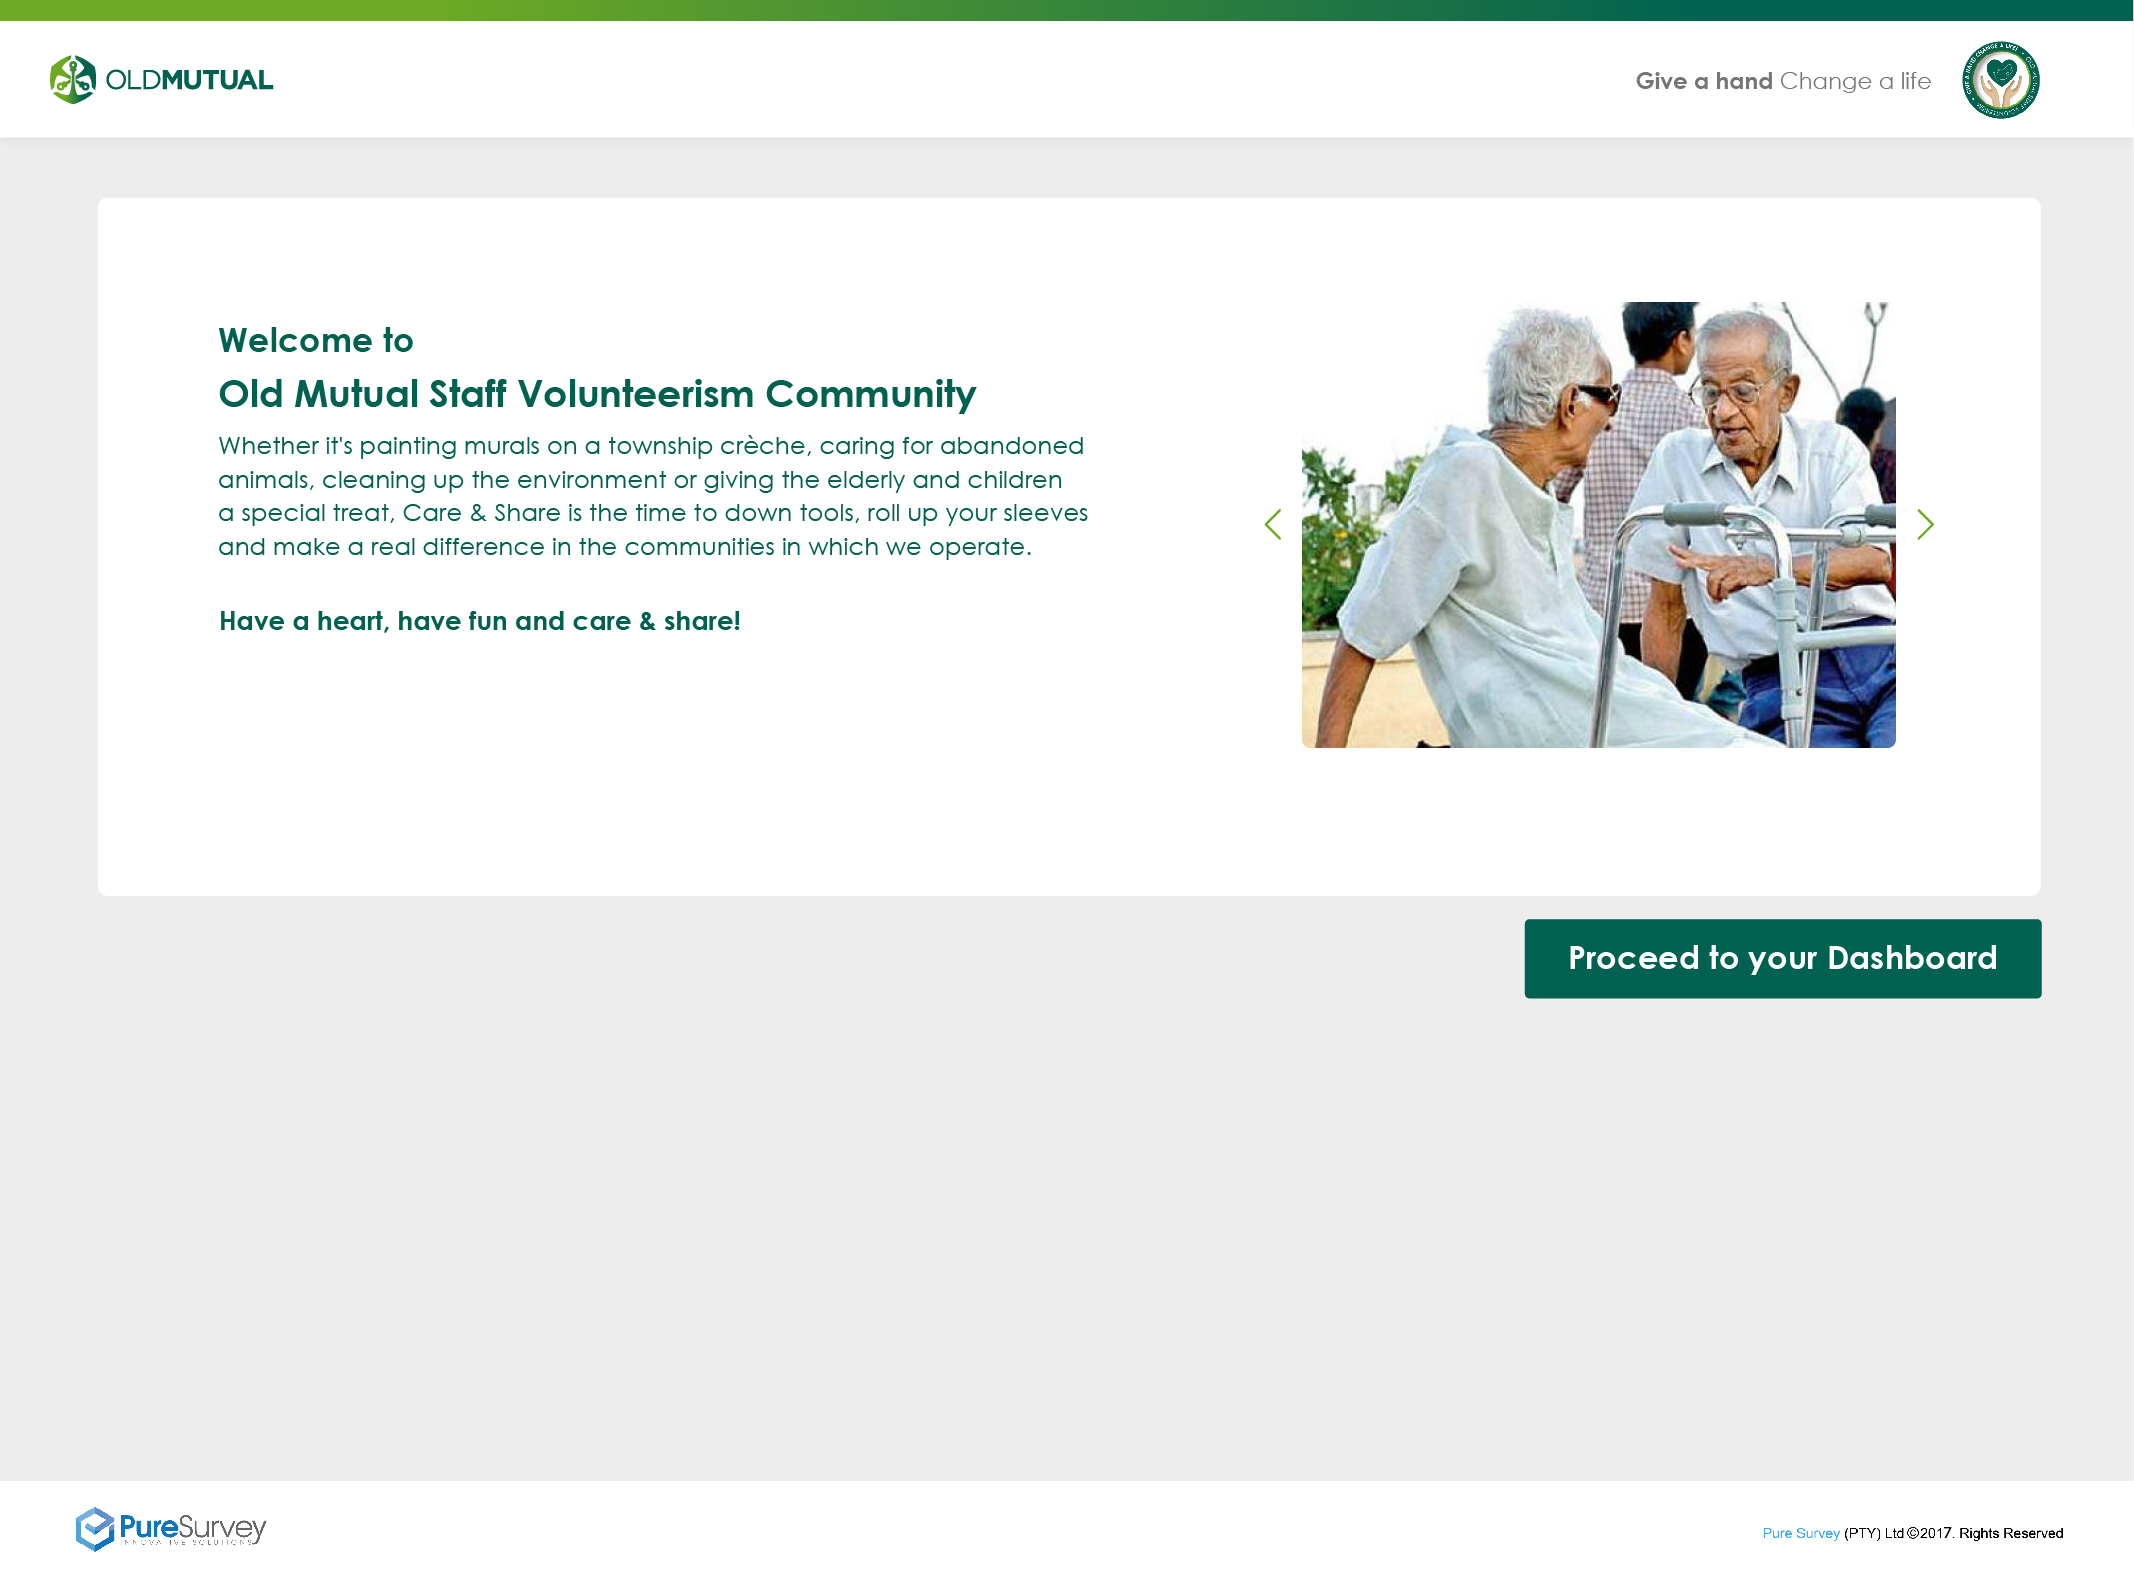 OLDMUTUAL
Give a hand Change a life
Welcome to
Old Mutual Staff Volunteerism Community
Whether it's painting murals on a township crèche, caring for abandoned
animals, cleaning up the environment or giving the elderly and children
a special treat, Care & Share is the time to down tools, roll up your sleeves
and make a real difference in the communities in which we operate.
Have a heart, have fun and care & share!
Proceed to your Dashboard
PureSurvey
INNOVATIVE SOLUTIONS
Pure Survey (PTY) Ltd ©2017. Rights Reserved